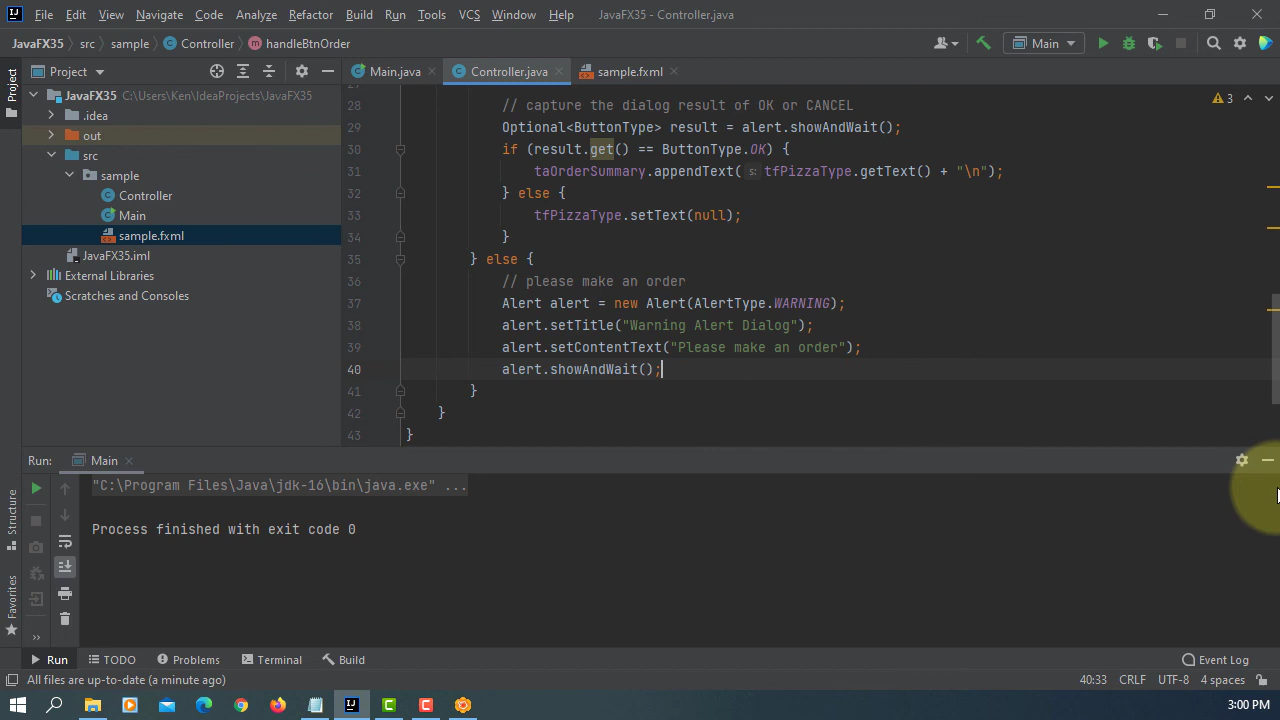 File Edit View Navigate Code Analyze Refactor Build Run Tools VCS Window Help JavaFX35 - Controller.java
JavaFX35 src sample Controller handleBtnOrder Main
Project Main.java Controller.java sample.fxml
JavaFX35 C:\Users\Ken\IdeaProjects\JavaFX35
.idea
out
src
sample
Controller
Main
sample.fxml
JavaFX35.iml
External Libraries
Scratches and Consoles
Project
Structure
Favorites
3
27
28 // capture the dialog result of OK or CANCEL
29 Optional<ButtonType> result = alert.showAndWait();
30 if (result.get() == ButtonType.OK) {
31 taOrderSummary.appendText( s: tfPizzaType.getText() + "\n");
32 } else {
33 tfPizzaType.setText(null);
34 }
35 } else {
36 // please make an order
37 Alert alert = new Alert(AlertType.WARNING);
38 alert.setTitle("Warning Alert Dialog");
39 alert.setContentText("Please make an order");
40 alert.showAndWait();
41 }
42 }
43 }
Run: Main
"C:\Program Files\Java\jdk-16\bin\java.exe" ...
Process finished with exit code 0
Run TODO Problems Terminal Build Event Log
All files are up-to-date (a minute ago) 40:33 CRLF UTF-8 4 spaces
3:00 PM